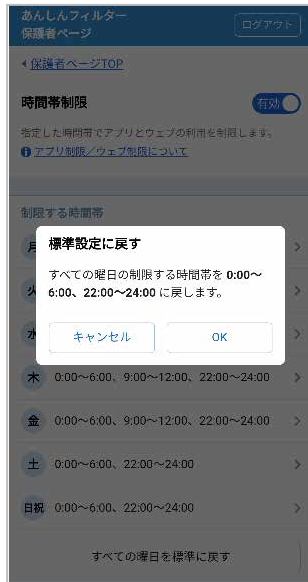 あんしんフィルター
保護者ページ
ログアウト
保護者ページTOP
時間帯制限
有効
指定した時間帯でアプリとウェブの利用を制限します。
アプリ制限／ウェブ制限について
制限する時間帯
月
標準設定に戻す
火
すべての曜日の制限する時間帯を 0:00～
6:00、22:00～24:00 に戻します。
水
キャンセル
OK
木 0:00～6:00、9:00～12:00、22:00～24:00
金 0:00～6:00、9:00～12:00、22:00～24:00
土 0:00～6:00、22:00～24:00
日祝 0:00～6:00、22:00～24:00
すべての曜日を標準に戻す